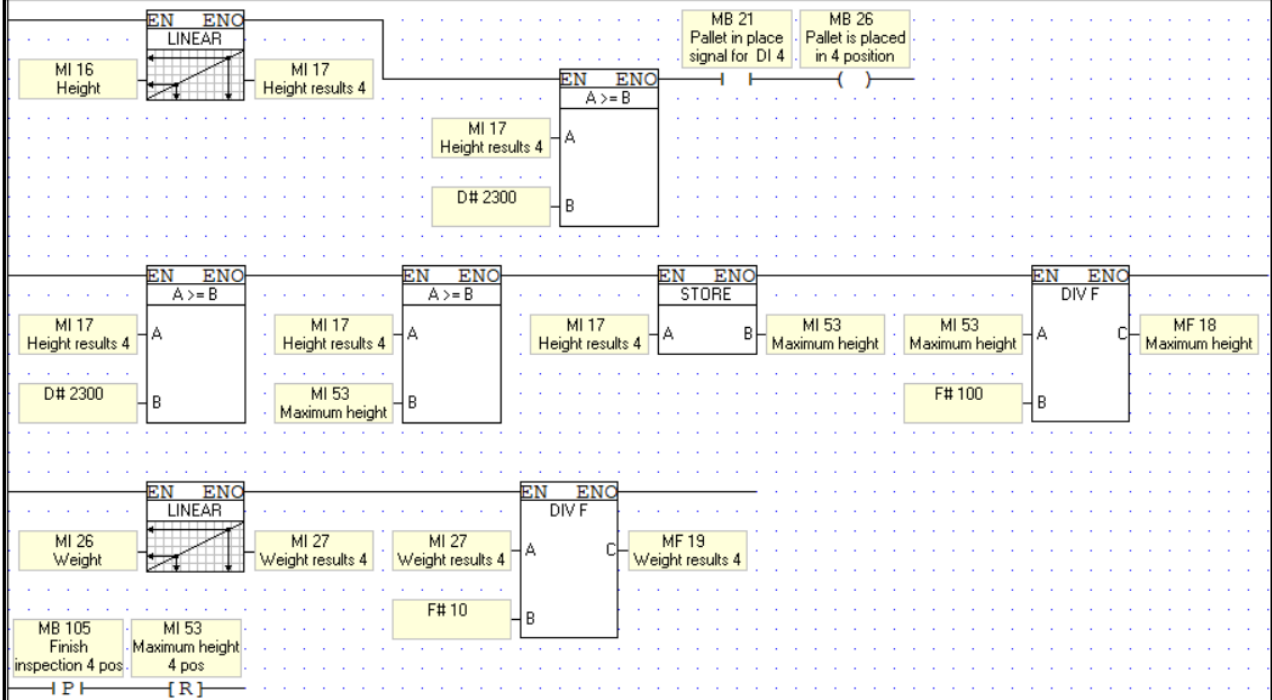 EN ENO
LINEAR
MI 16
Height
MI 17
Height results 4
EN ENO
A >= B
MI 17
Height results 4
A
D# 2300
B
MB 21
Pallet in place
signal for DI 4
MB 26
Pallet is placed
in 4 position
EN ENO
A >= B
MI 17
Height results 4
A
D# 2300
B
EN ENO
A >= B
MI 17
Height results 4
A
MI 53
Maximum height
B
EN ENO
STORE
MI 17
Height results 4
A
B
MI 53
Maximum height
EN ENO
DIV F
MI 53
Maximum height
A
C
MF 18
Maximum height
F# 100
B
EN ENO
LINEAR
MI 26
Weight
MI 27
Weight results 4
EN ENO
DIV F
MI 27
Weight results 4
A
C
MF 19
Weight results 4
F# 10
B
MB 105
Finish
inspection 4 pos
P
MI 53
Maximum height
4 pos
R